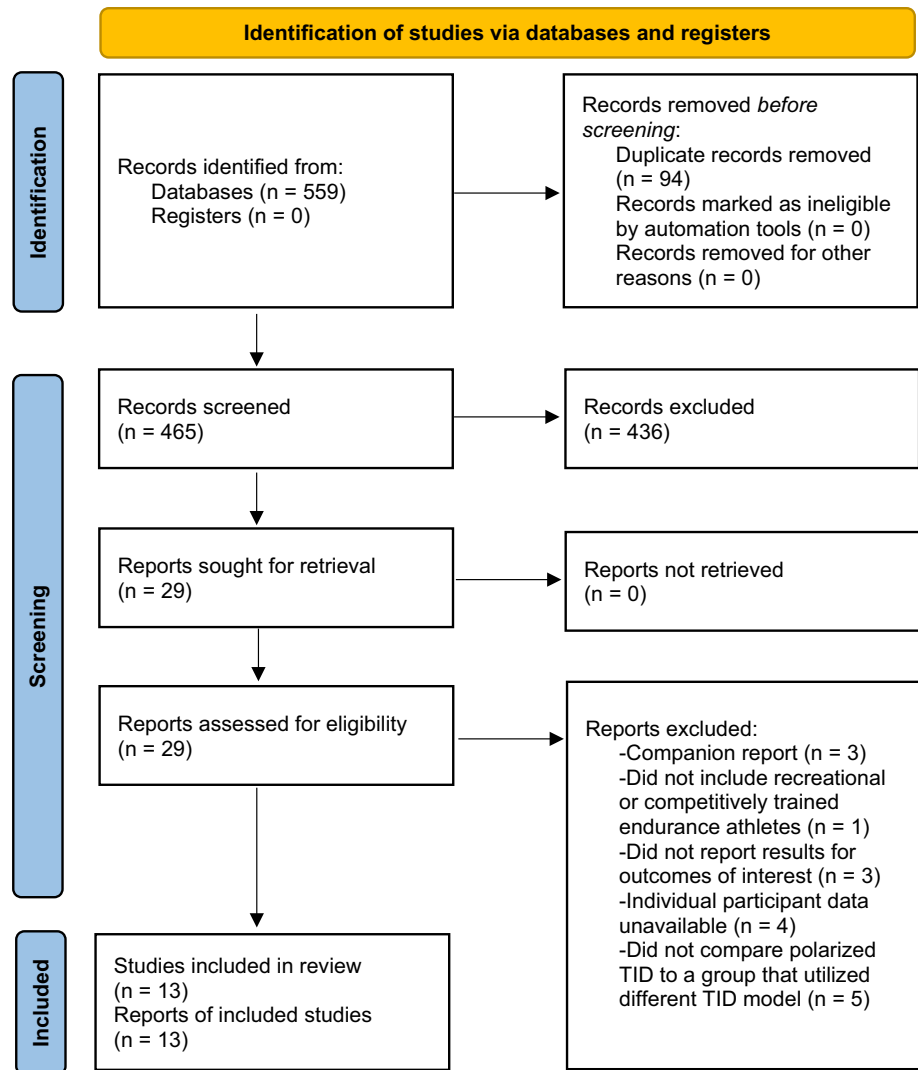 Identification of studies via databases and registers
Identification
Records identified from:
Databases (n = 559)
Registers (n = 0)
Records removed before
screening:
Duplicate records removed
(n = 94)
Records marked as ineligible
by automation tools (n = 0)
Records removed for other
reasons (n = 0)
Screening
Records screened
(n = 465)
Records excluded
(n = 436)
Reports sought for retrieval
(n = 29)
Reports not retrieved
(n = 0)
Reports assessed for eligibility
(n = 29)
Reports excluded:
-Companion report (n = 3)
-Did not include recreational
or competitively trained
endurance athletes (n = 1)
-Did not report results for
outcomes of interest (n = 3)
-Individual participant data
unavailable (n = 4)
-Did not compare polarized
TID to a group that utilized
different TID model (n = 5)
Included
Studies included in review
(n = 13)
Reports of included studies
(n = 13)